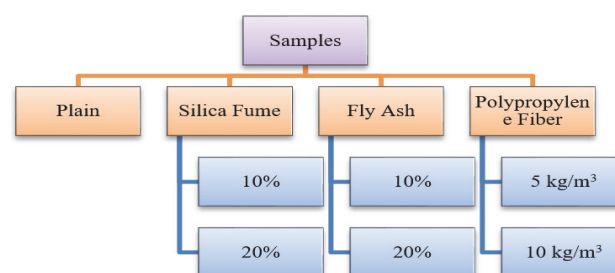 Samples
Plain
Silica Fume
Fly Ash
Polypropylen
e Fiber
10%
10%
5 kg/m³
20%
20%
10 kg/m³